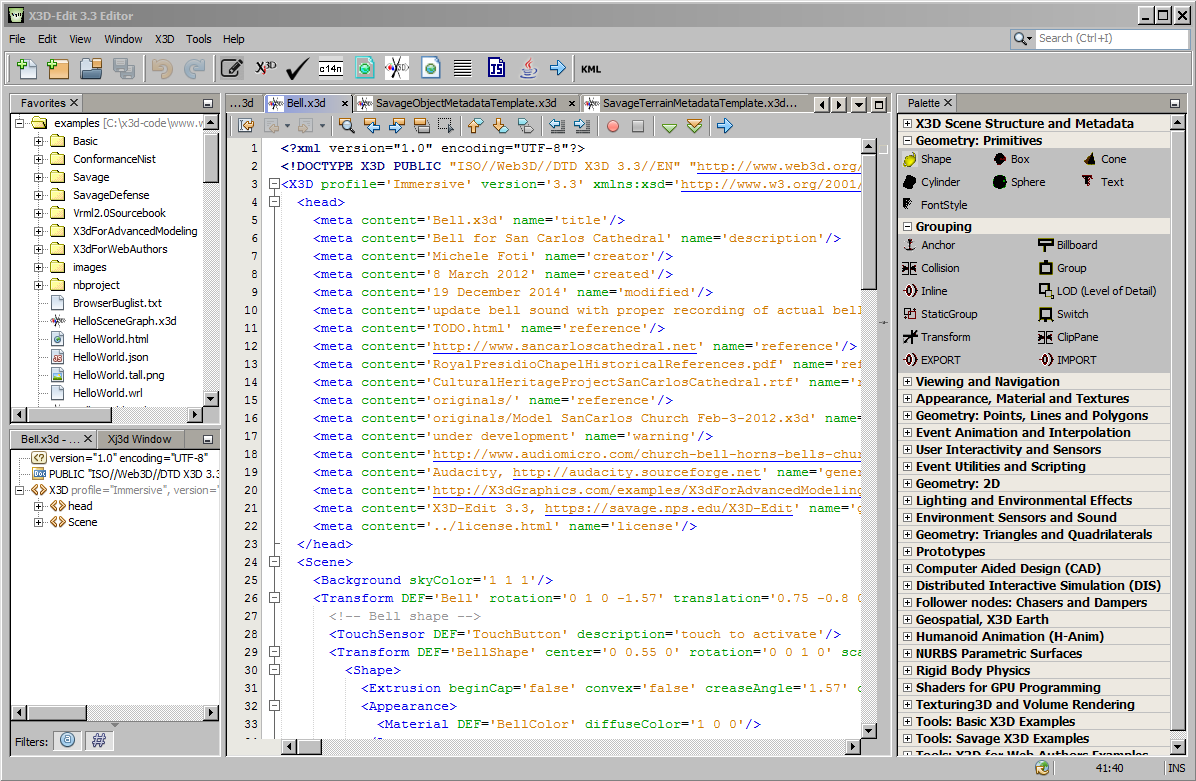 X3D-Edit 3.3 Editor
File Edit View Window X3D Tools Help
Search (Ctrl+I)
X3D c14n X3D JS KML
Favorites
examples [C:\x3d-code\www.w
Basic
ConformanceNist
Savage
SavageDefense
Vrml2.0Sourcebook
X3dForAdvancedModeling
X3dForWebAuthors
images
nbproject
BrowserBuglist.txt
HelloSceneGraph.x3d
HelloWorld.html
HelloWorld.json
HelloWorld.tall.png
HelloWorld.wrl
Bell.x3d - ... Xj3d Window
version="1.0" encoding="UTF-8"
PUBLIC "ISO//Web3D//DTD X3D 3.3
X3D profile="Immersive", version="
head
Scene
Filters:
...3d Bell.x3d SavageObjectMetadataTemplate.x3d SavageTerrainMetadataTemplate.x3d...
1 <?xml version="1.0" encoding="UTF-8"?>
2 <!DOCTYPE X3D PUBLIC "ISO//Web3D//DTD X3D 3.3//EN" "http://www.web3d.org/
3 <X3D profile='Immersive' version='3.3' xmlns:xsd='http://www.w3.org/2001/
4 <head>
5 <meta content='Bell.x3d' name='title'/>
6 <meta content='Bell for San Carlos Cathedral' name='description'/>
7 <meta content='Michele Foti' name='creator'/>
8 <meta content='8 March 2012' name='created'/>
9 <meta content='19 December 2014' name='modified'/>
10 <meta content='update bell sound with proper recording of actual bell
11 <meta content='TODO.html' name='reference'/>
12 <meta content='http://www.sancarloscathedral.net' name='reference'/>
13 <meta content='RoyalPresidioChapelHistoricalReferences.pdf' name='ref
14 <meta content='CulturalHeritageProjectSanCarlosCathedral.rtf' name='r
15 <meta content='originals/' name='reference'/>
16 <meta content='originals/Model SanCarlos Church Feb-3-2012.x3d' name=
17 <meta content='under development' name='warning'/>
18 <meta content='http://www.audiomicro.com/church-bell-horns-bells-chur
19 <meta content='Audacity, http://audacity.sourceforge.net' name='gener
20 <meta content='http://X3dGraphics.com/examples/X3dForAdvancedModeling
21 <meta content='X3D-Edit 3.3, https://savage.nps.edu/X3D-Edit' name='g
22 <meta content='../license.html' name='license'/>
23 </head>
24 <Scene>
25 <Background skyColor='1 1 1'/>
26 <Transform DEF='Bell' rotation='0 1 0 -1.57' translation='0.75 -0.8 0
27 <!-- Bell shape -->
28 <TouchSensor DEF='TouchButton' description='touch to activate'/>
29 <Transform DEF='BellShape' center='0 0.55 0' rotation='0 0 1 0' sca
30 <Shape>
31 <Extrusion beginCap='false' convex='false' creaseAngle='1.57' c
32 <Appearance>
33 <Material DEF='BellColor' diffuseColor='1 0 0'/>
Palette
X3D Scene Structure and Metadata
Geometry: Primitives
Shape Box Cone
Cylinder Sphere Text
FontStyle
Grouping
Anchor Billboard
Collision Group
Inline LOD (Level of Detail)
StaticGroup Switch
Transform ClipPane
EXPORT IMPORT
Viewing and Navigation
Appearance, Material and Textures
Geometry: Points, Lines and Polygons
Event Animation and Interpolation
User Interactivity and Sensors
Event Utilities and Scripting
Geometry: 2D
Lighting and Environmental Effects
Environment Sensors and Sound
Geometry: Triangles and Quadrilaterals
Prototypes
Computer Aided Design (CAD)
Distributed Interactive Simulation (DIS)
Follower nodes: Chasers and Dampers
Geospatial, X3D Earth
Humanoid Animation (H-Anim)
NURBS Parametric Surfaces
Rigid Body Physics
Shaders for GPU Programming
Texturing3D and Volume Rendering
Tools: Basic X3D Examples
Tools: Savage X3D Examples
Tools: X3D for Web Authors Examples
41:40 INS